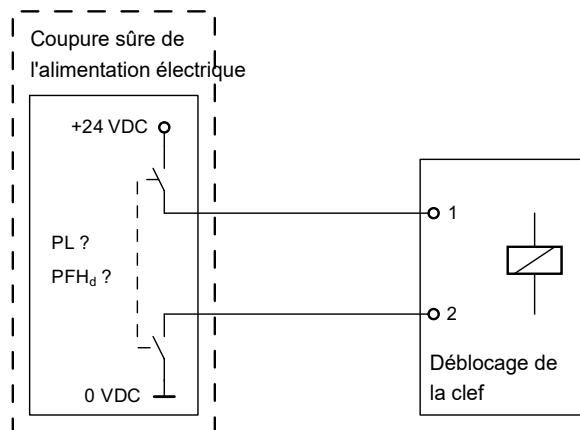 Coupure sûre de
l'alimentation électrique
+24 VDC
1
PL ?
PFHd ?
2
Déblocage de
la clef
0 VDC